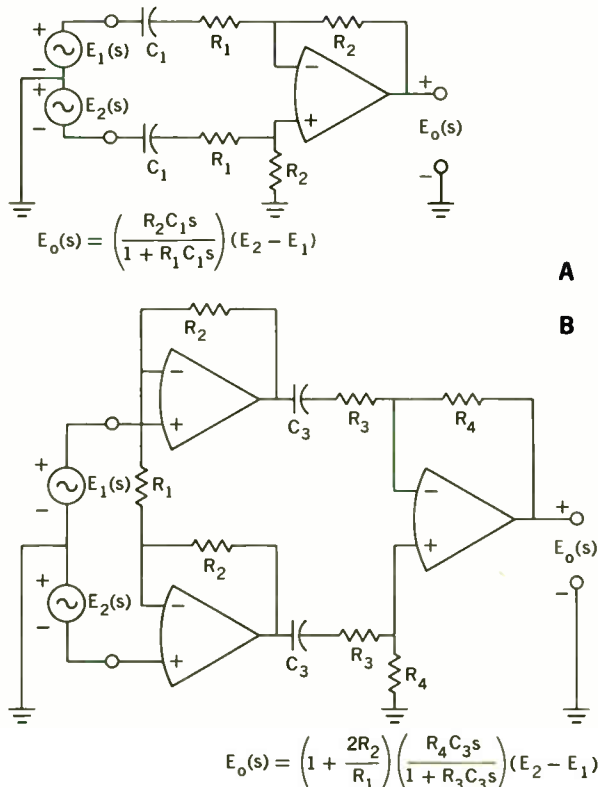 + − E₁(s) C₁ R₁ R₂
+ − E₂(s) C₁ R₁ R₂
− +
+ Eₒ(s) −
Eₒ(s) = (R₂C₁s / 1 + R₁C₁s) (E₂ − E₁)
A
B
R₂
− +
C₃ R₃ R₄
+ − E₁(s) R₁
− +
+ Eₒ(s) −
R₂
+ − E₂(s)
− +
C₃ R₃ R₄
Eₒ(s) = (1 + 2R₂ / R₁) (R₄C₃s / 1 + R₃C₃s) (E₂ − E₁)